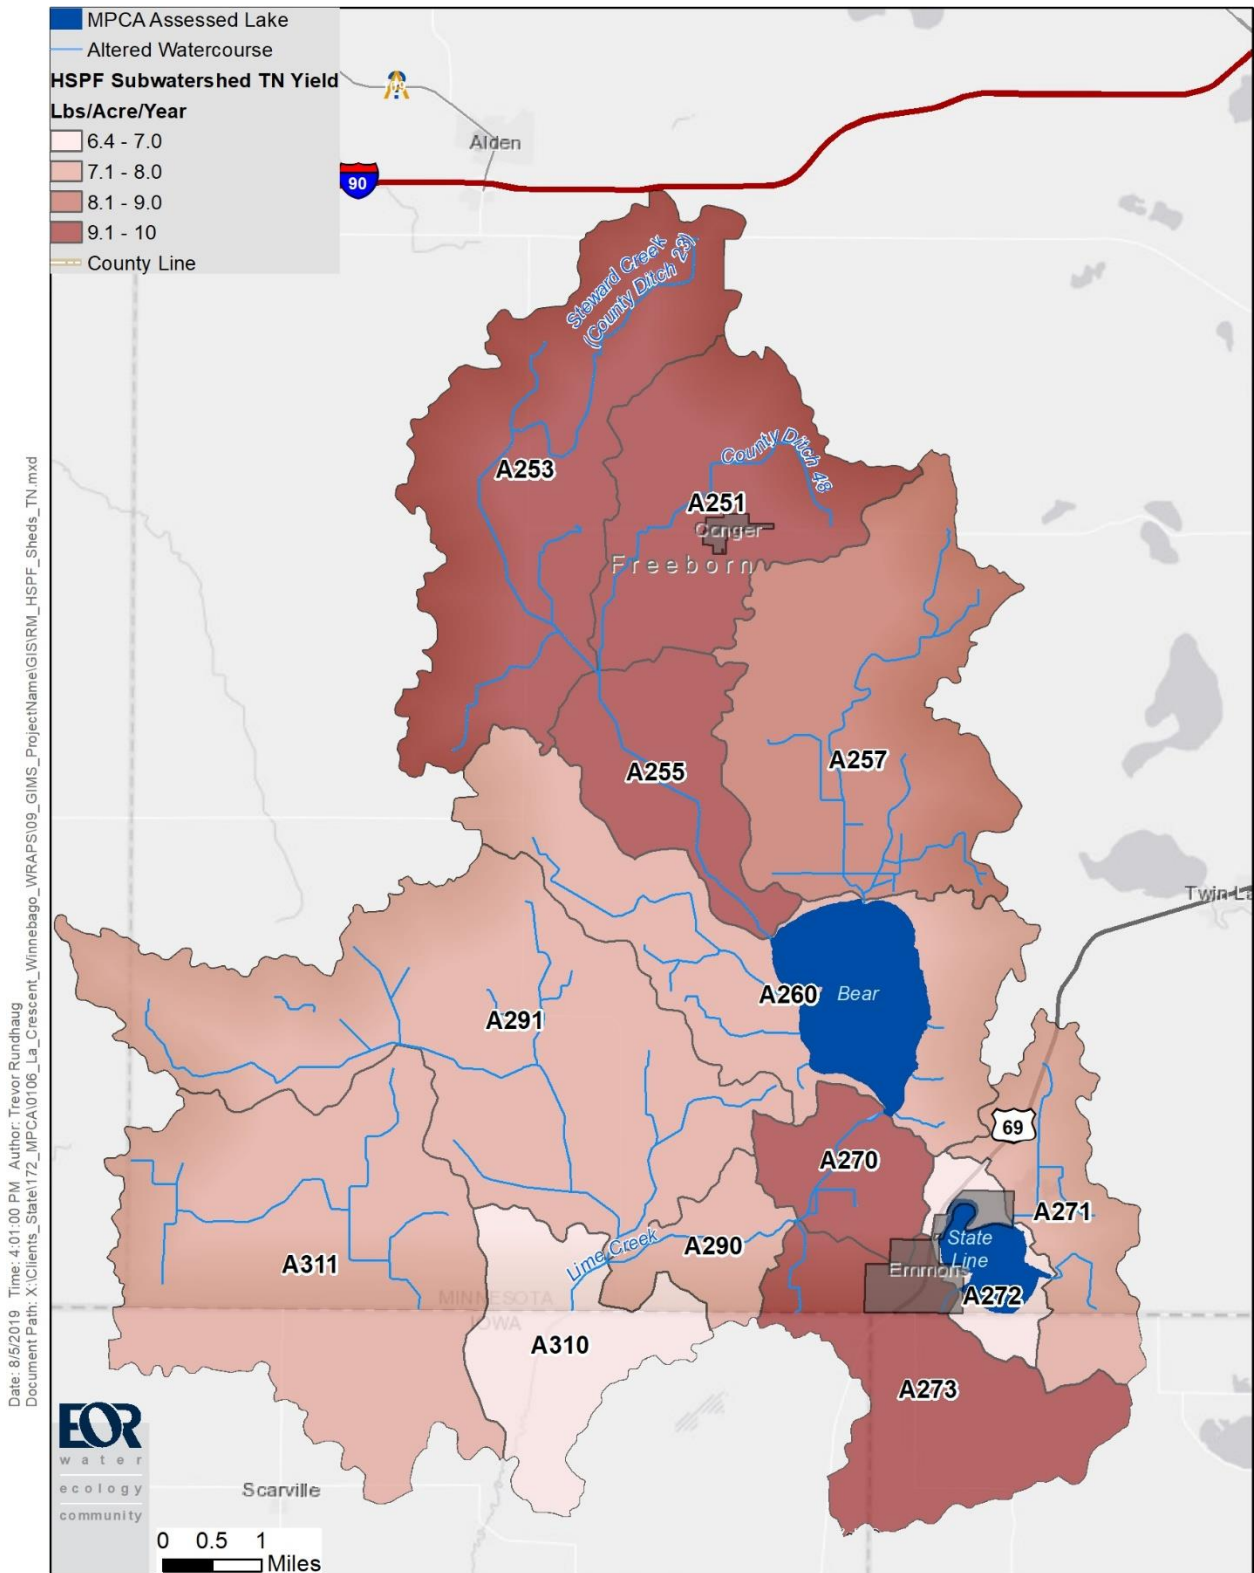 MPCA Assessed Lake
Altered Watercourse
HSPF Subwatershed TN Yield
Lbs/Acre/Year
6.4 - 7.0
7.1 - 8.0
8.1 - 9.0
9.1 - 10
County Line
Alden
90
Steward Creek
(County Ditch 23)
A253
County Ditch 48
A251
Conger
Freeborn
A257
A255
Twin La
A260
Bear
A291
69
A270
A271
State
Line
Lime Creek
A290
A311
Emmons
A272
MINNESOTA
IOWA
A310
A273
EOR
water
ecology
community
Scarville
0 0.5 1
Miles
Date: 8/5/2019 Time: 4:01:00 PM Author: Trevor Rundhaug
Document Path: X:\Clients_State\172_MPCA\0106_La_Crescent_Winnebago_WRAPS\09_GIMS_ProjectName\GIS\RM_HSPF_Sheds_TN.mxd